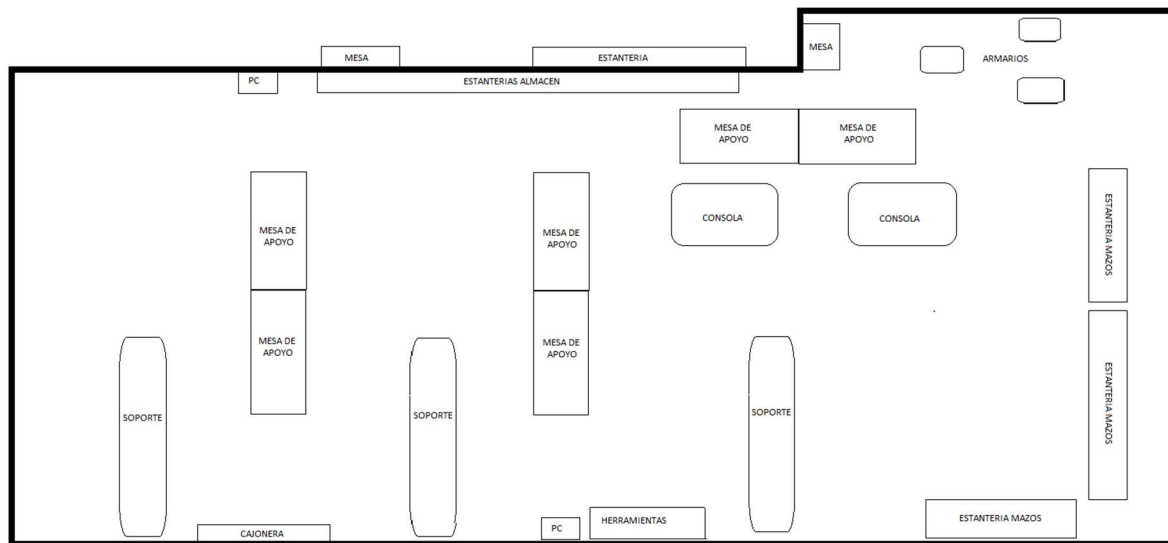 MESA
ESTANTERIA
MESA
ARMARIOS
PC
ESTANTERIAS ALMACEN
MESA DE
APOYO
MESA DE
APOYO
MESA DE
APOYO
MESA DE
APOYO
CONSOLA
CONSOLA
ESTANTERIA MAZOS
MESA DE
APOYO
MESA DE
APOYO
ESTANTERIA MAZOS
SOPORTE
SOPORTE
SOPORTE
CAJONERA
PC
HERRAMIENTAS
ESTANTERIA MAZOS